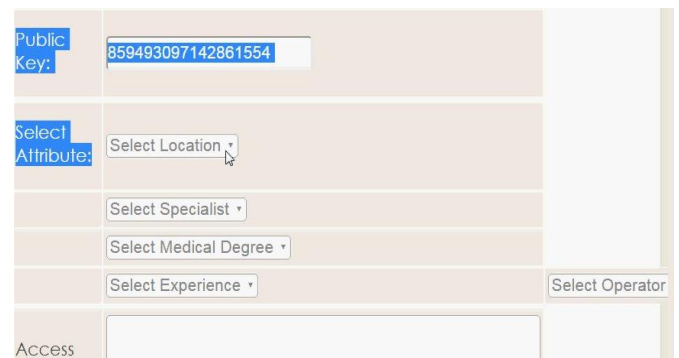 Public
Key:
859493097142861554
Select
Attribute:
Select Location
Select Specialist
Select Medical Degree
Select Experience
Select Operator
Access